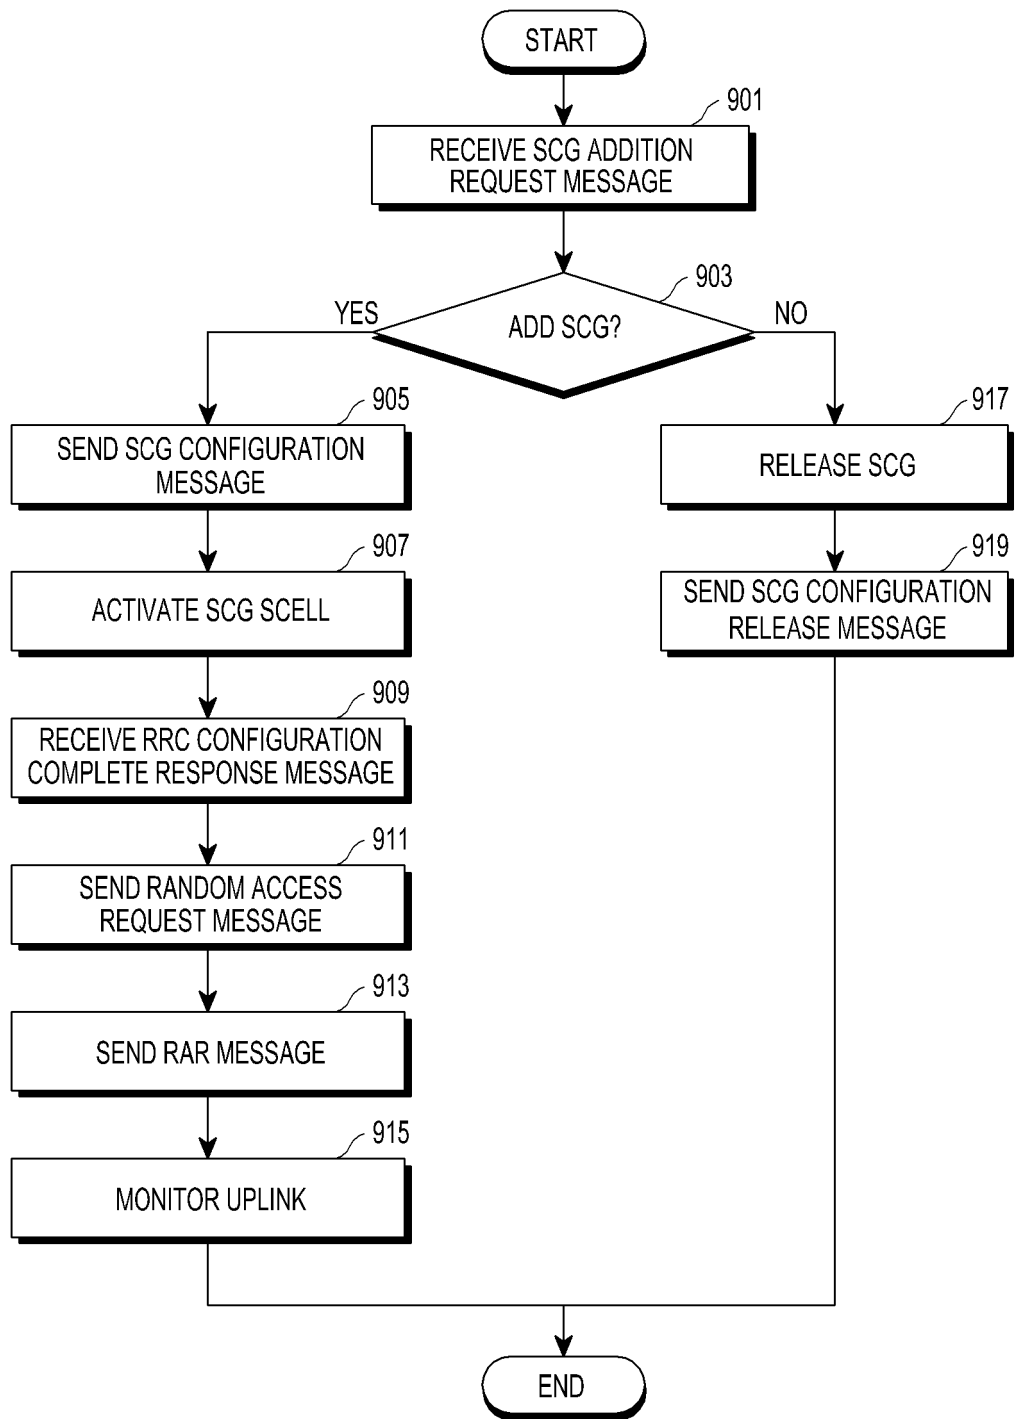 START
901
RECEIVE SCG ADDITION
REQUEST MESSAGE
903
ADD SCG?
YES
NO
905
SEND SCG CONFIGURATION
MESSAGE
907
ACTIVATE SCG SCELL
909
RECEIVE RRC CONFIGURATION
COMPLETE RESPONSE MESSAGE
911
SEND RANDOM ACCESS
REQUEST MESSAGE
913
SEND RAR MESSAGE
915
MONITOR UPLINK
917
RELEASE SCG
919
SEND SCG CONFIGURATION
RELEASE MESSAGE
END